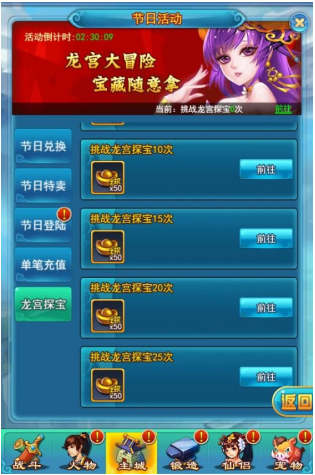 节日活动
活动倒计时:02:30:09
龙宫大冒险
宝藏随意拿
当前：挑战龙宫探宝0次 前往
节日兑换
节日特卖
节日登陆
单笔充值
龙宫探宝
x50
挑战龙宫探宝10次
x50
前往
挑战龙宫探宝15次
x50
前往
挑战龙宫探宝20次
x50
前往
挑战龙宫探宝25次
x50
前往
返回
战斗 人物 主城 锻造 仙侣 宠物